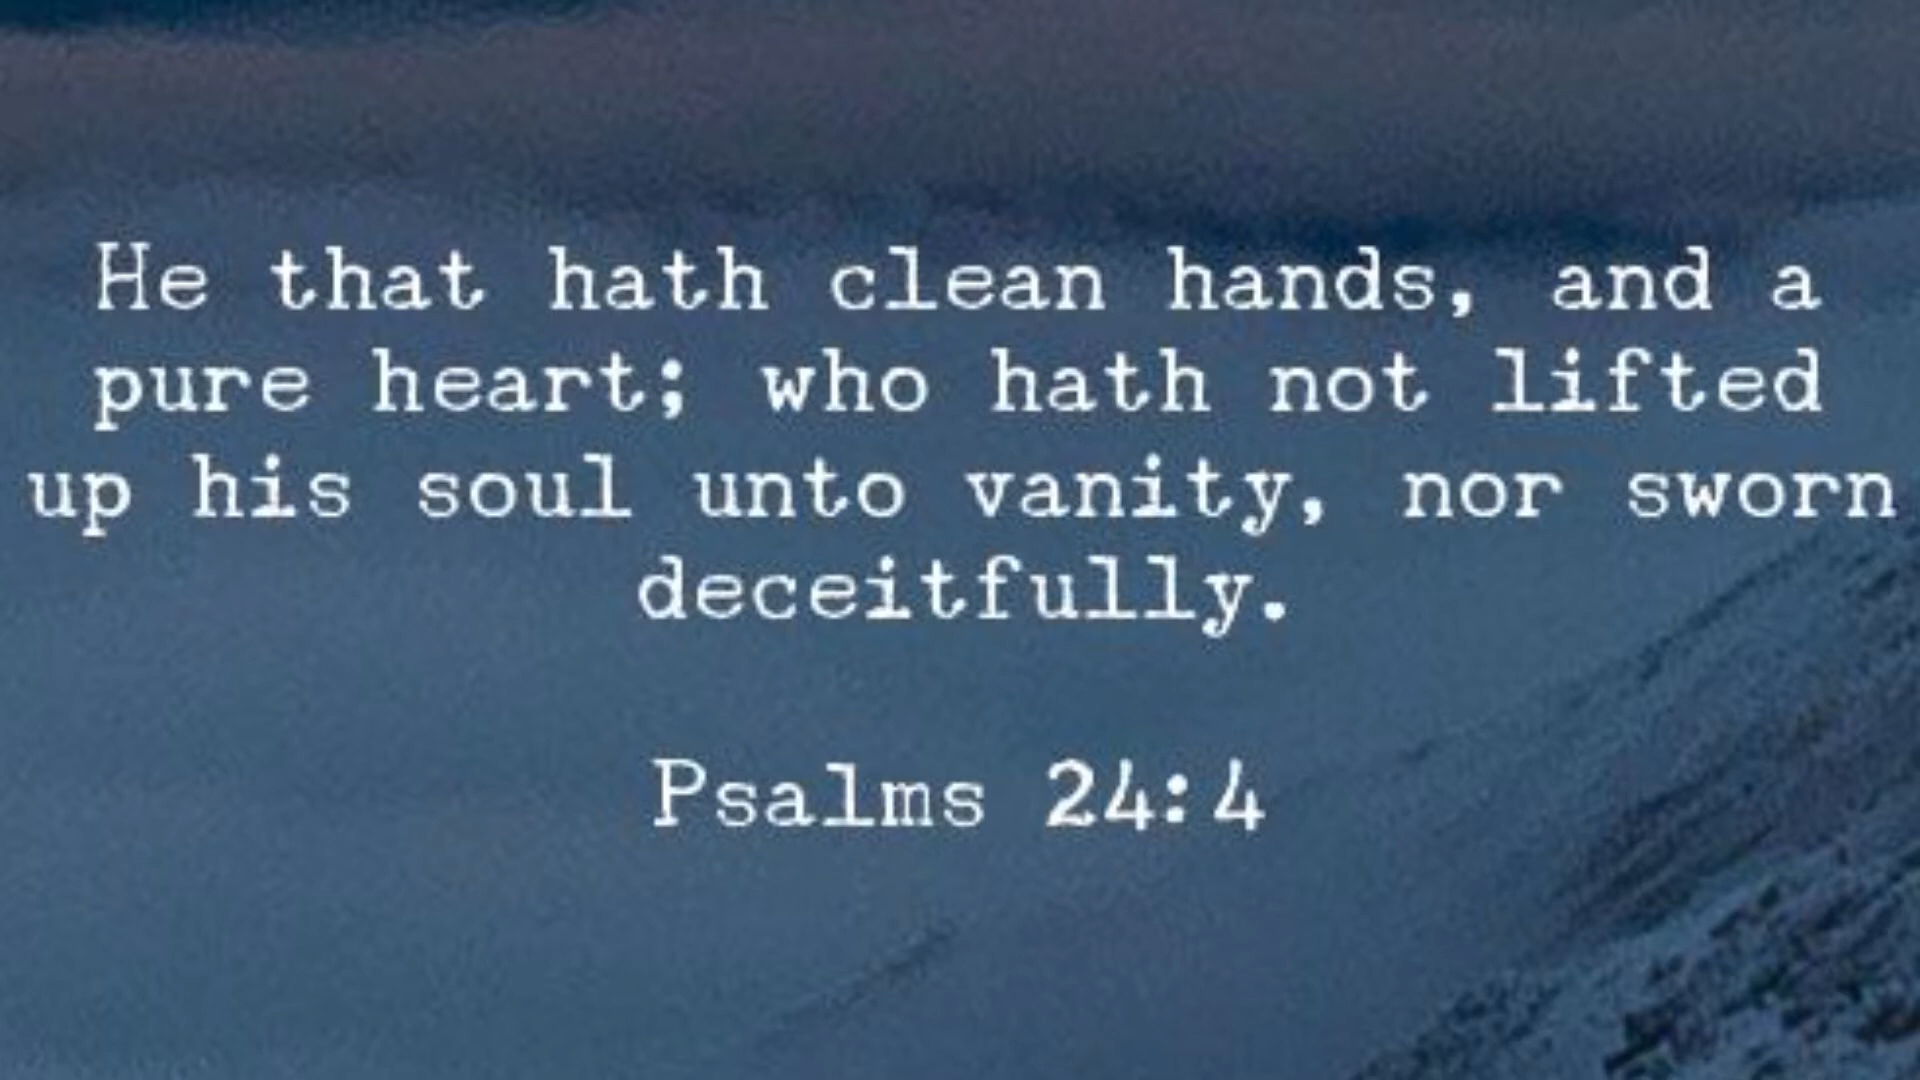 He that hath clean hands, and a
pure heart; who hath not lifted
up his soul unto vanity, nor sworn
deceitfully.
Psalms 24:4